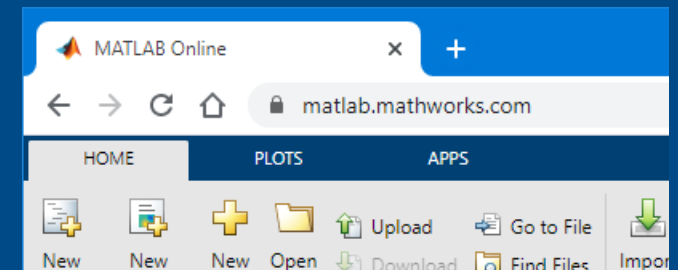 MATLAB Online
matlab.mathworks.com
HOME PLOTS APPS
Upload Go to File
New New New Open Download Find Files Impor